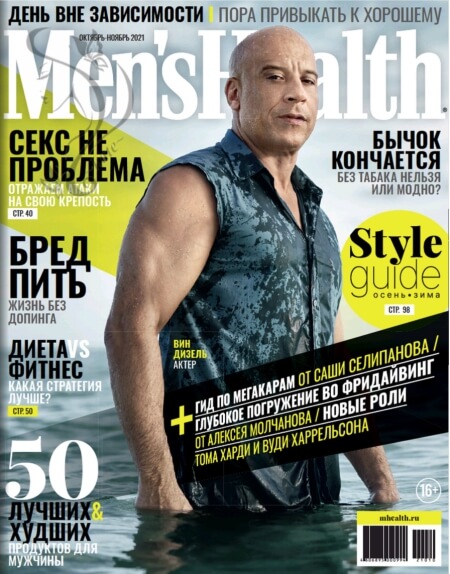 ДЕНЬ ВНЕ ЗАВИСИМОСТИ | ПОРА ПРИВЫКАТЬ К ХОРОШЕМУ
ОКТЯБРЬ-НОЯБРЬ 2021
Men'sHealth®
СЕКС НЕ
ПРОБЛЕМА
ОТРАЖАЕМ АТАКИ
НА СВОЮ КРЕПОСТЬ
СТР. 40
БРЕД
ПИТЬ
ЖИЗНЬ БЕЗ
ДОПИНГА
ДИЕТА VS
ФИТНЕС
КАКАЯ СТРАТЕГИЯ
ЛУЧШЕ?
СТР. 50
50
ЛУЧШИХ &
ХУДШИХ
ПРОДУКТОВ ДЛЯ
МУЖЧИНЫ
БЫЧОК
КОНЧАЕТСЯ
БЕЗ ТАБАКА НЕЛЬЗЯ
ИЛИ МОДНО?
Style
guide
осень•зима
СТР. 98
ВИН
ДИЗЕЛЬ
АКТЕР
+ ГИД ПО МЕГАКАРАМ ОТ САШИ СЕЛИПАНОВА /
ГЛУБОКОЕ ПОГРУЖЕНИЕ ВО ФРИДАЙВИНГ
ОТ АЛЕКСЕЯ МОЛЧАНОВА / НОВЫЕ РОЛИ
ТОМА ХАРДИ И ВУДИ ХАРРЕЛЬСОНА
16+
mhealth.ru